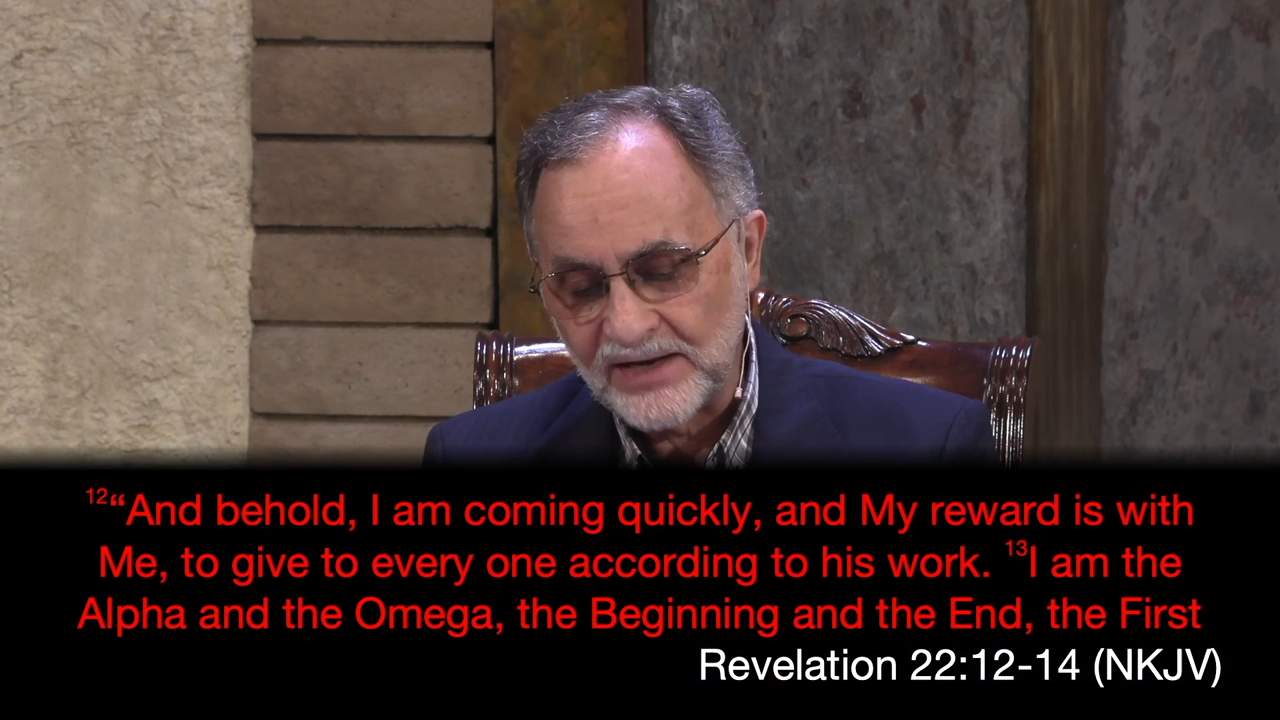 12“And behold, I am coming quickly, and My reward is with
Me, to give to every one according to his work. 13I am the
Alpha and the Omega, the Beginning and the End, the First
Revelation 22:12-14 (NKJV)